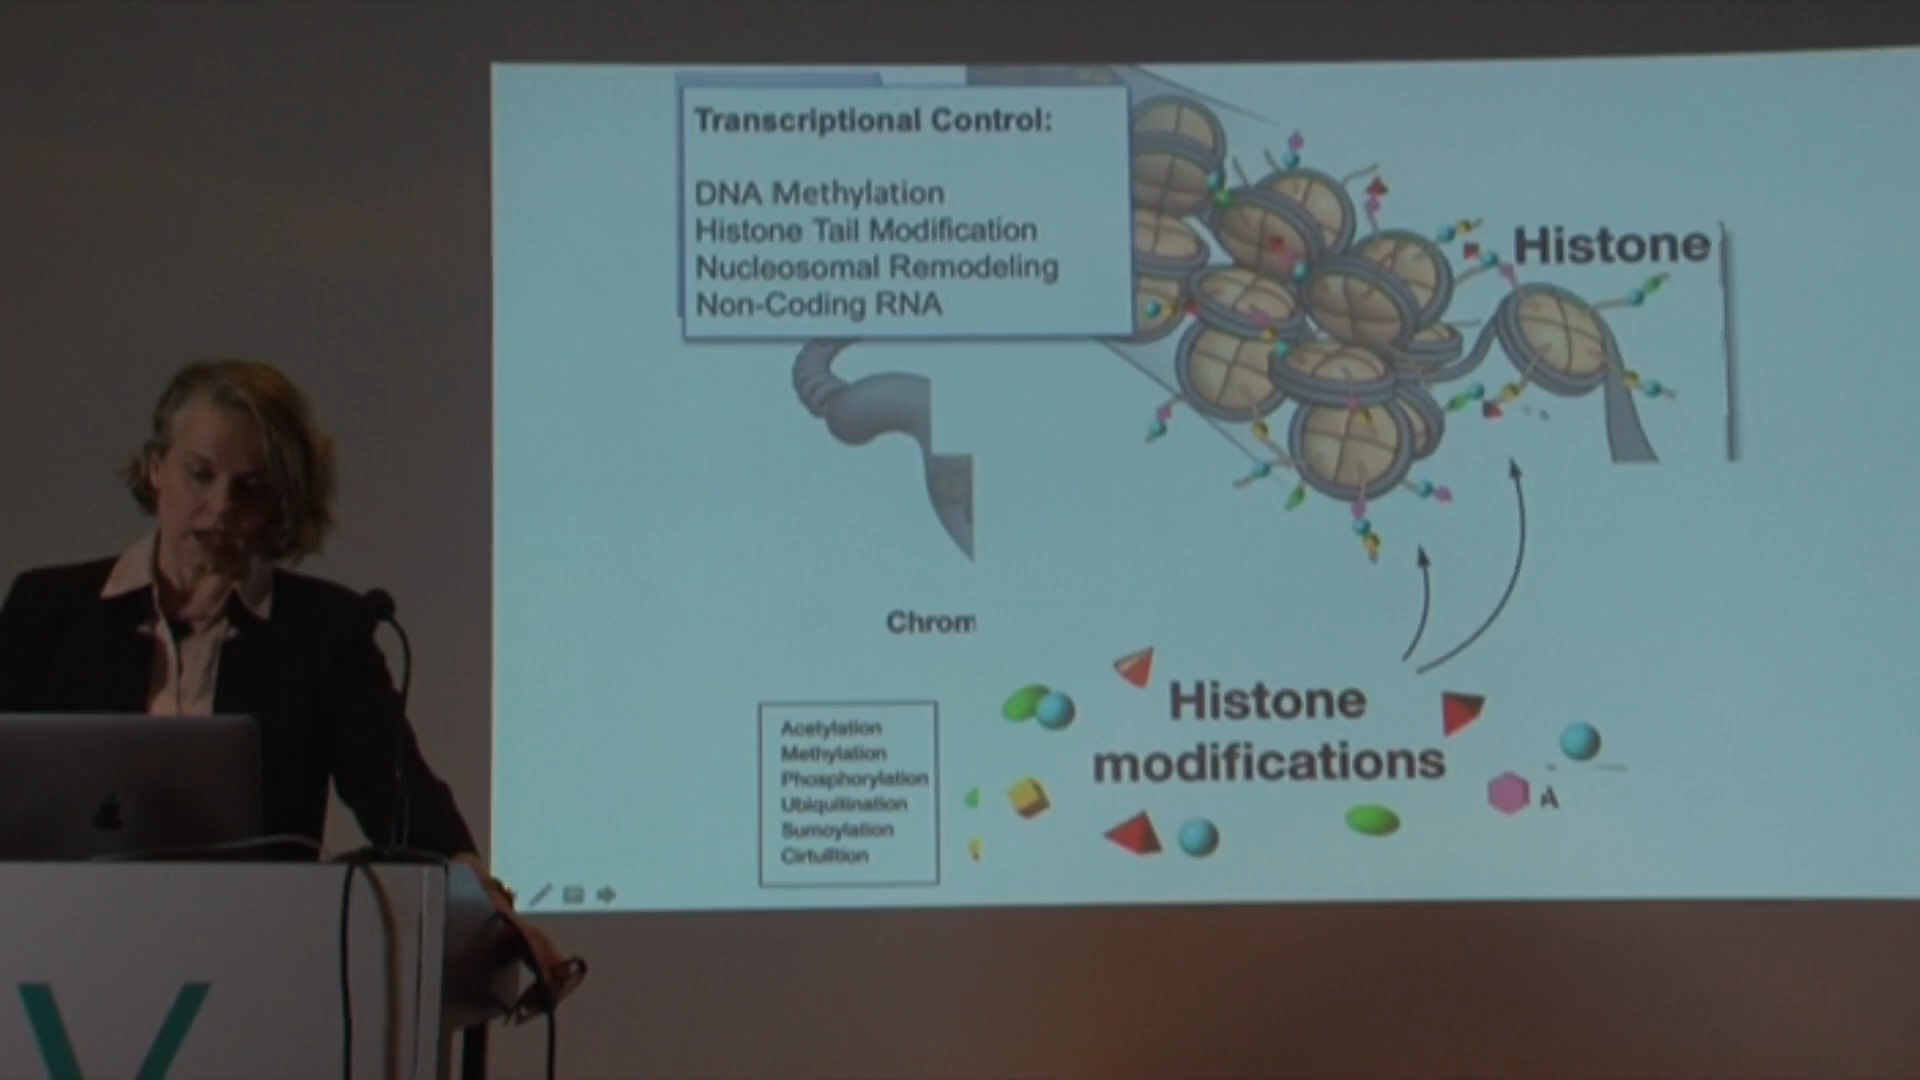 Transcriptional Control:
DNA Methylation
Histone Tail Modification
Nucleosomal Remodeling
Non-Coding RNA
Histone
Chrom
Histone
modifications
A
Acetylation
Methylation
Phosphorylation
Ubiquitination
Sumoylation
Cirtulltion
V